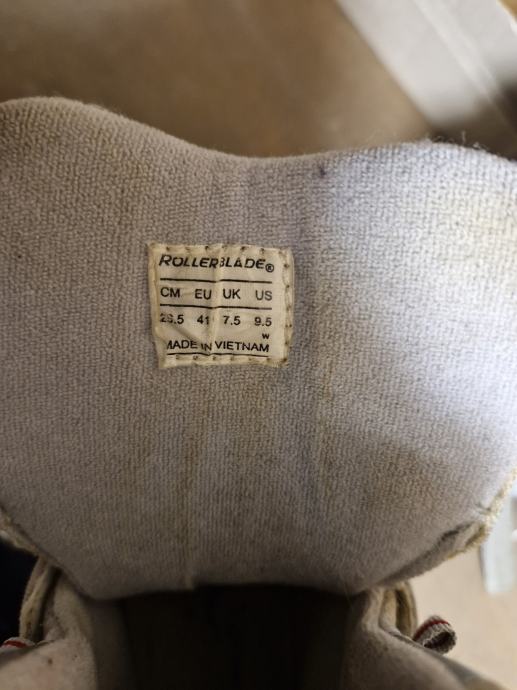 ROLLERBLADE®
CM EU UK US
26.5 41 7.5 9.5
W
MADE IN VIETNAM